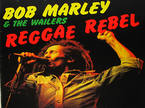 BOB MARLEY
& THE WAILERS
REGGAE REBEL